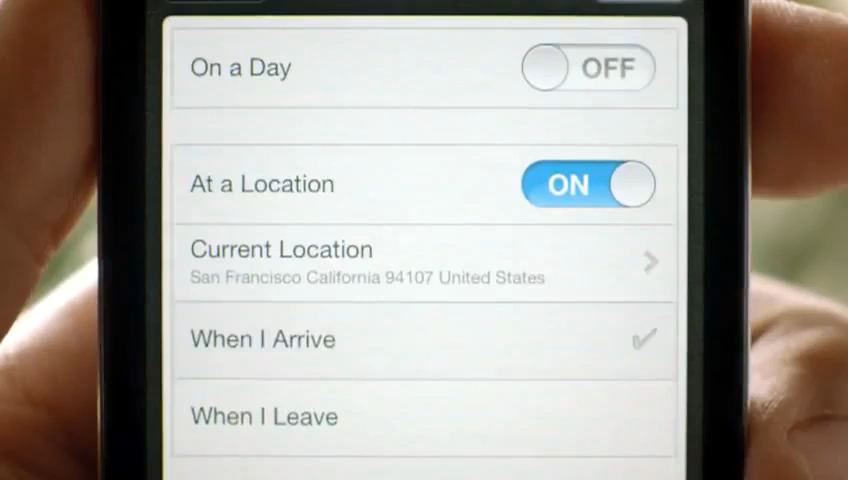 On a Day
OFF
At a Location
ON
Current Location
San Francisco California 94107 United States
When I Arrive
When I Leave